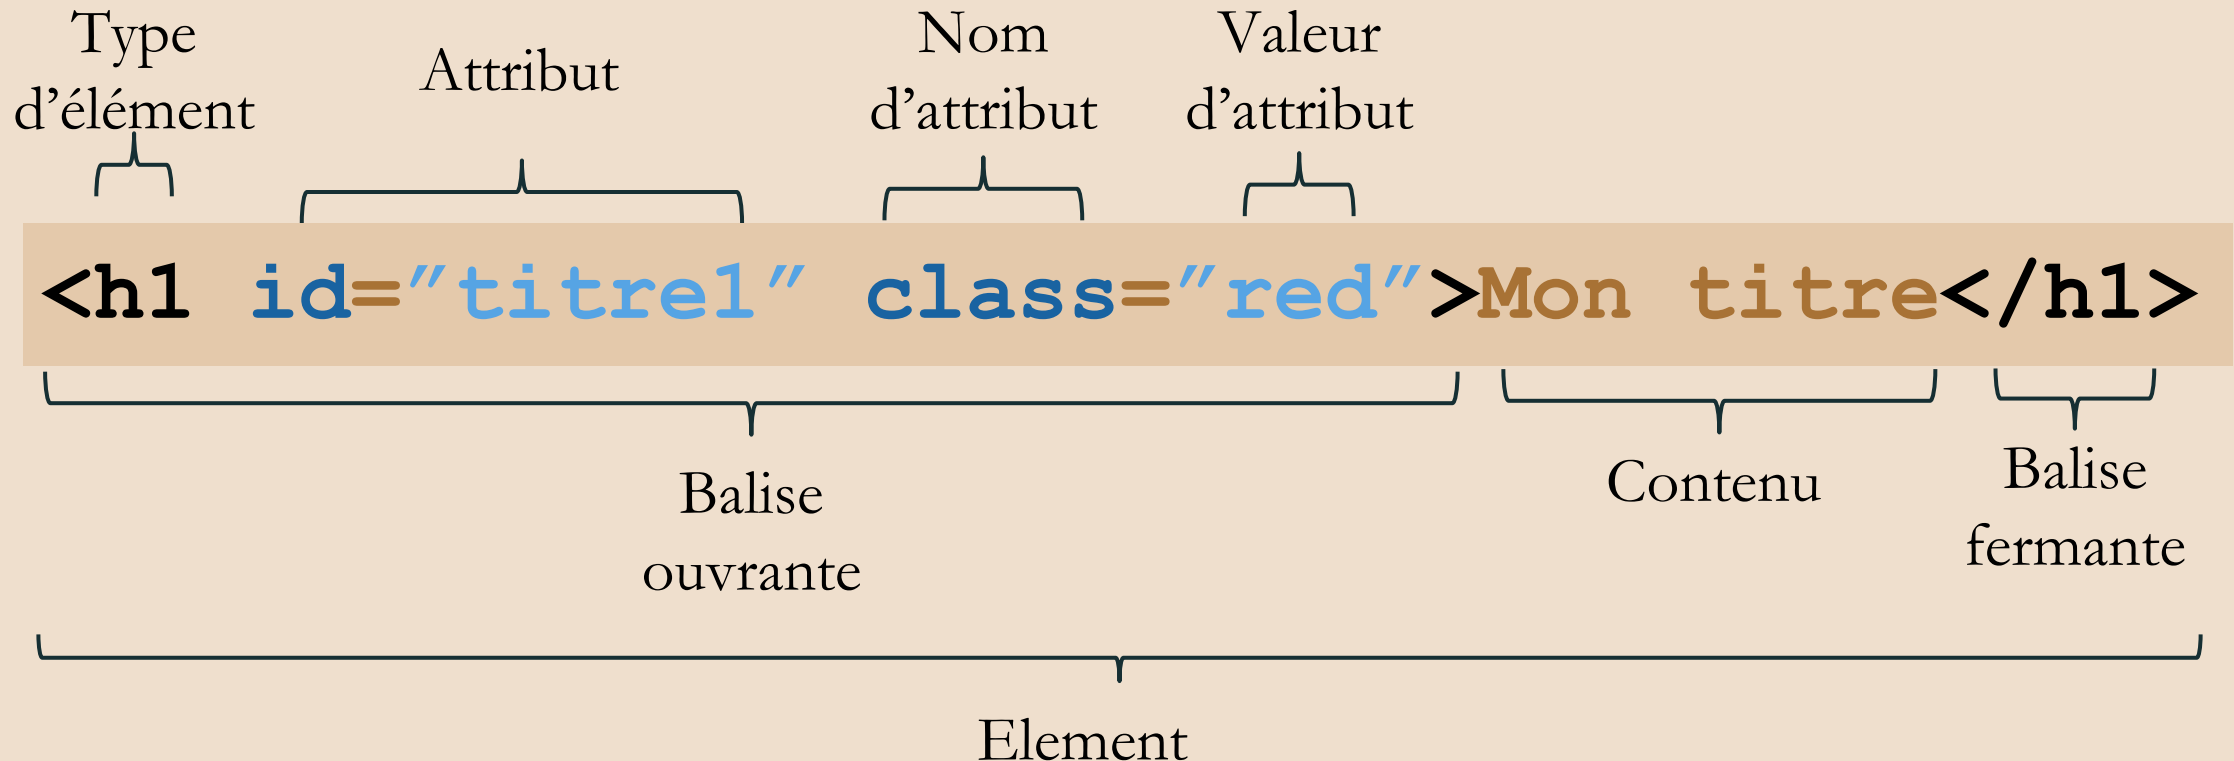 Type
d’élément
Attribut
Nom
d’attribut
Valeur
d’attribut
<h1 id=”titre1” class=”red”>Mon titre</h1>
Balise
ouvrante
Contenu
Balise
fermante
Element